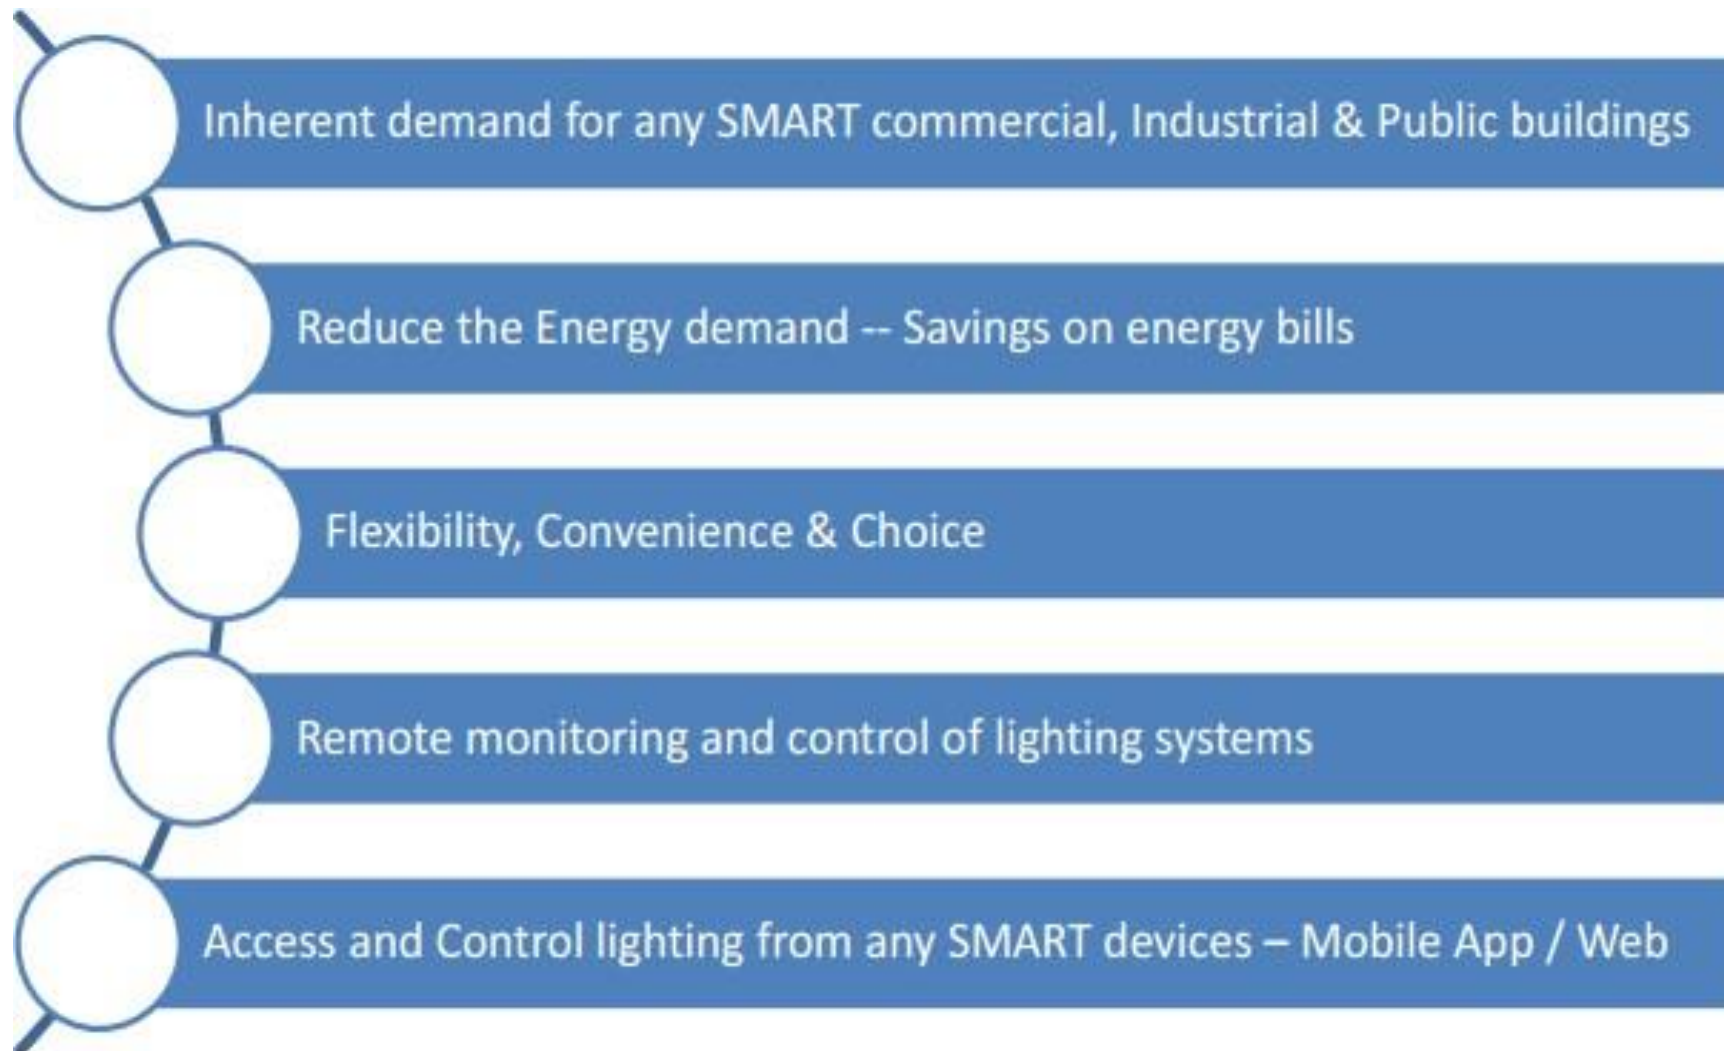 Inherent demand for any SMART commercial, Industrial & Public buildings
Reduce the Energy demand -- Savings on energy bills
Flexibility, Convenience & Choice
Remote monitoring and control of lighting systems
Access and Control lighting from any SMART devices – Mobile App / Web